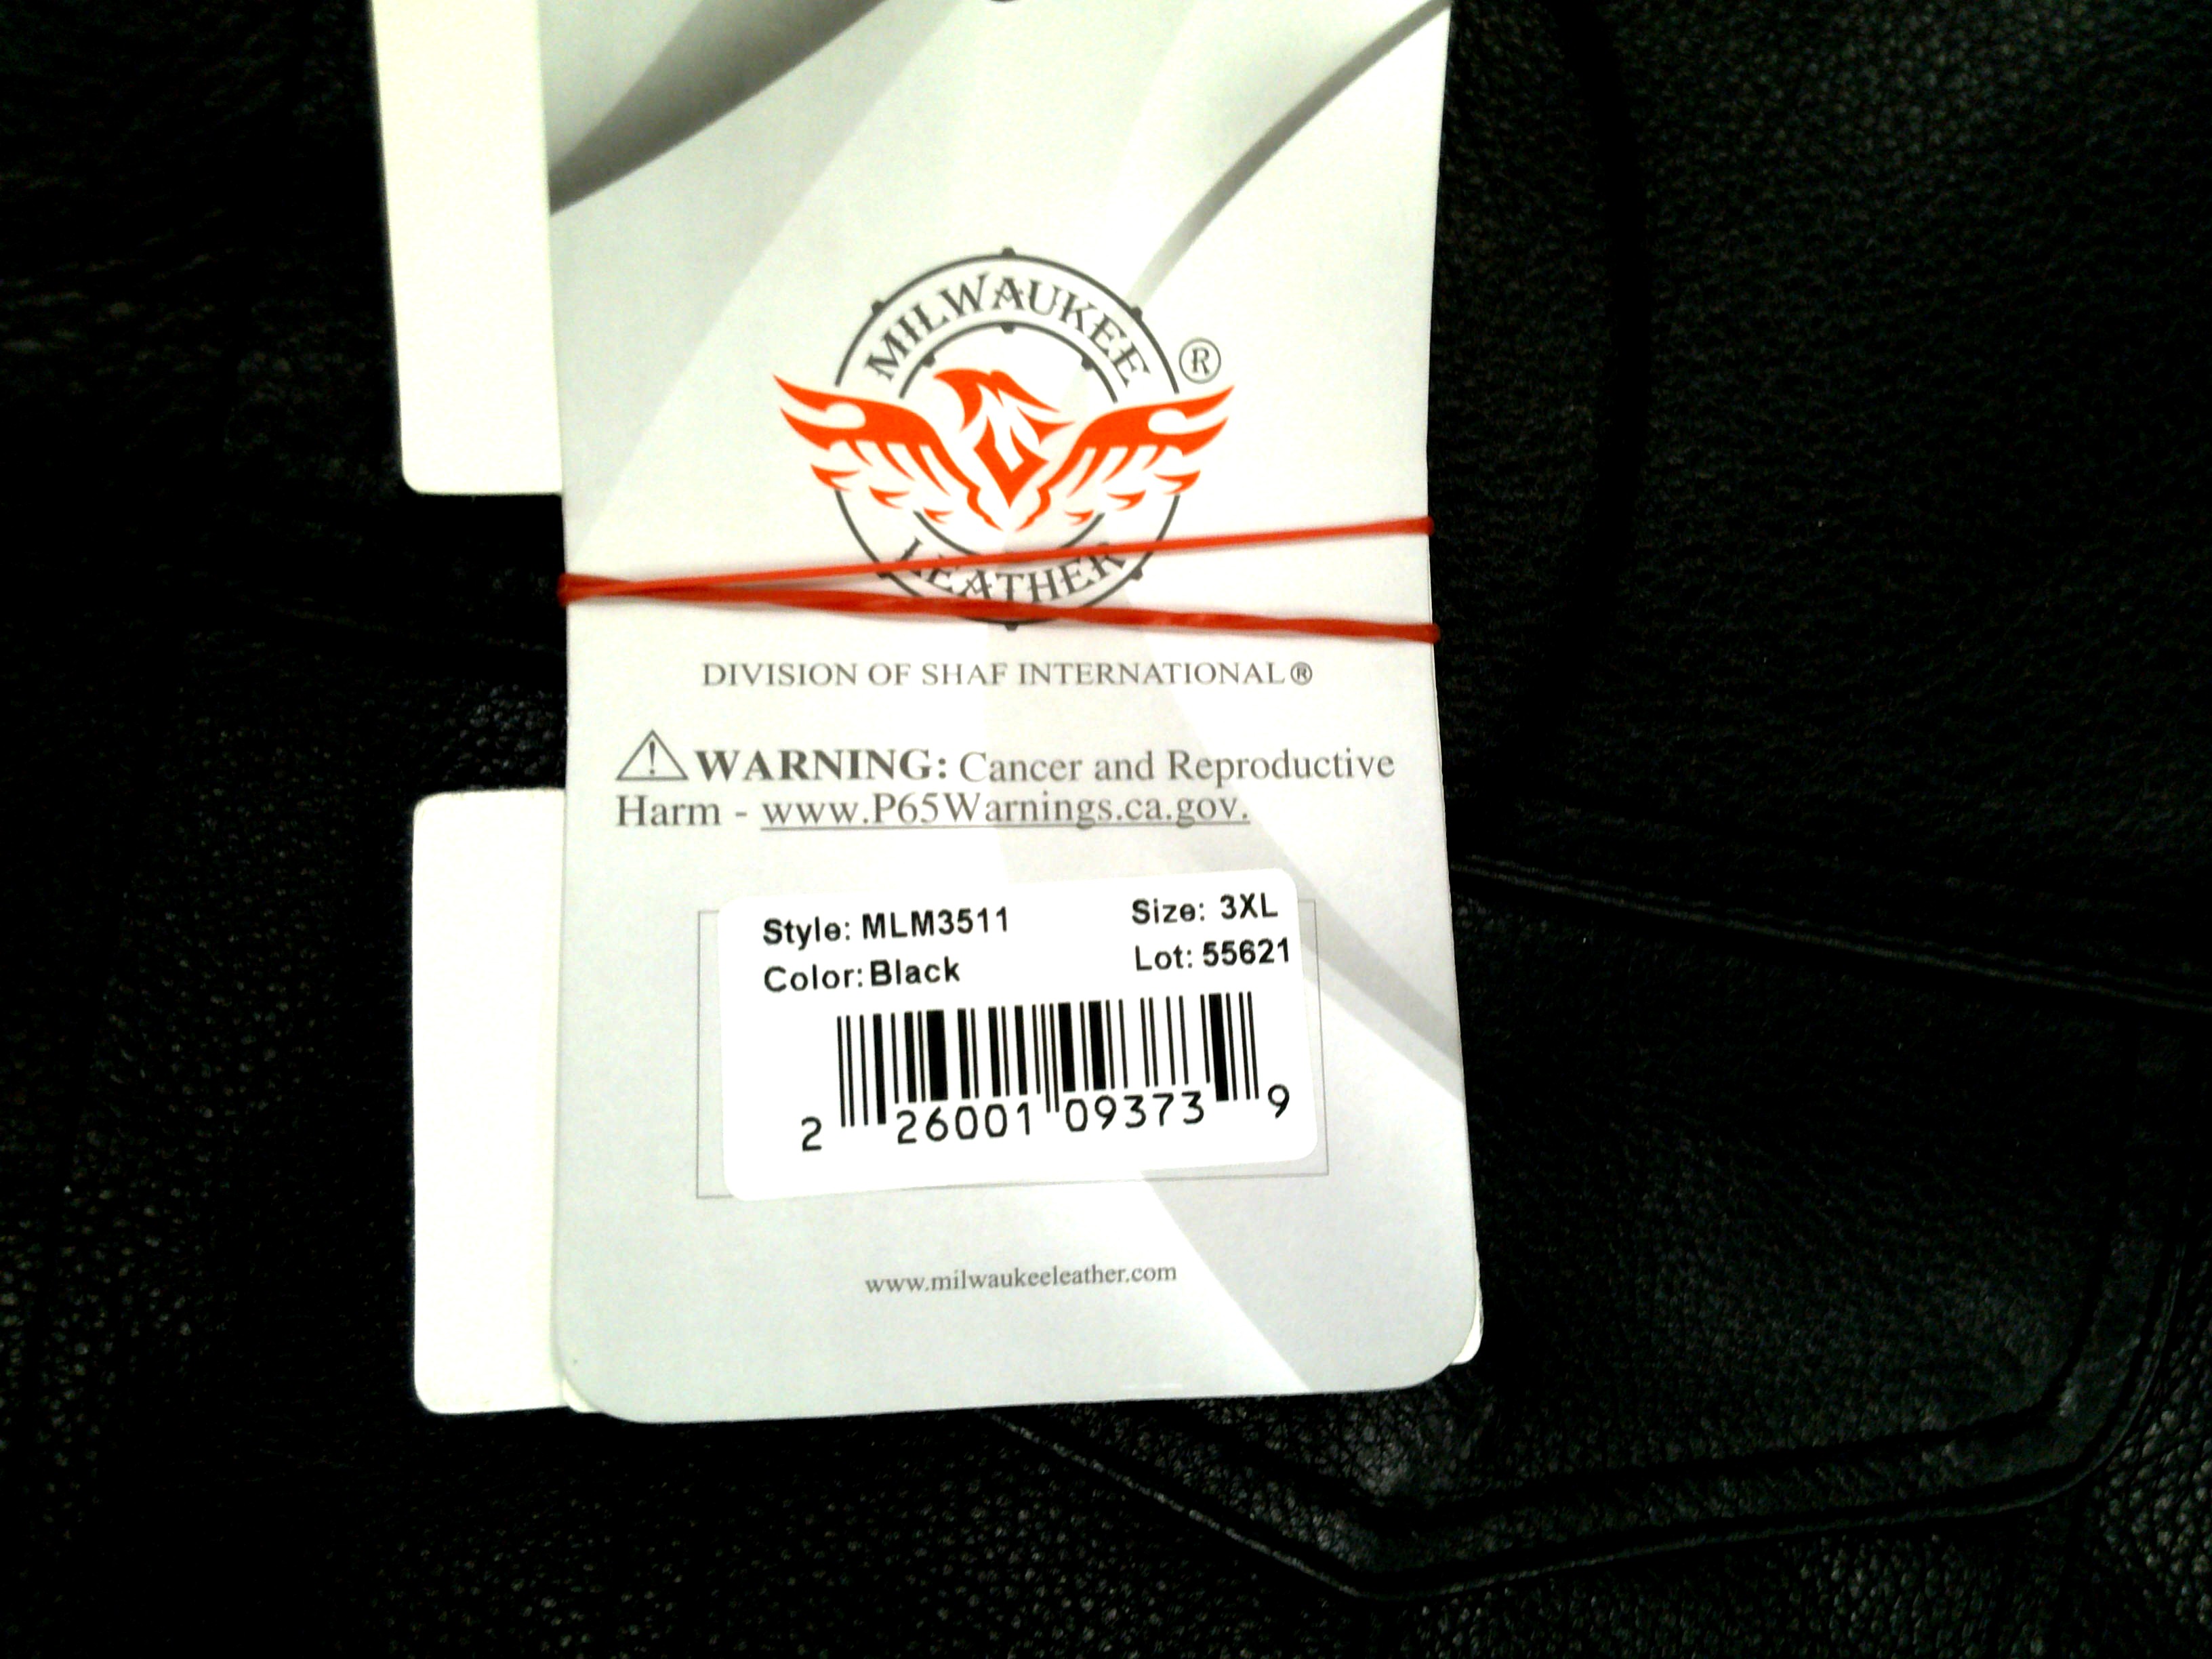 MILWAUKEE
®
LEATHER
DIVISION OF SHAF INTERNATIONAL®
WARNING: Cancer and Reproductive
Harm - www.P65Warnings.ca.gov.
Style: MLM3511 Size: 3XL
Color: Black Lot: 55621
2 26001 09373 9
www.milwaukeeleather.com